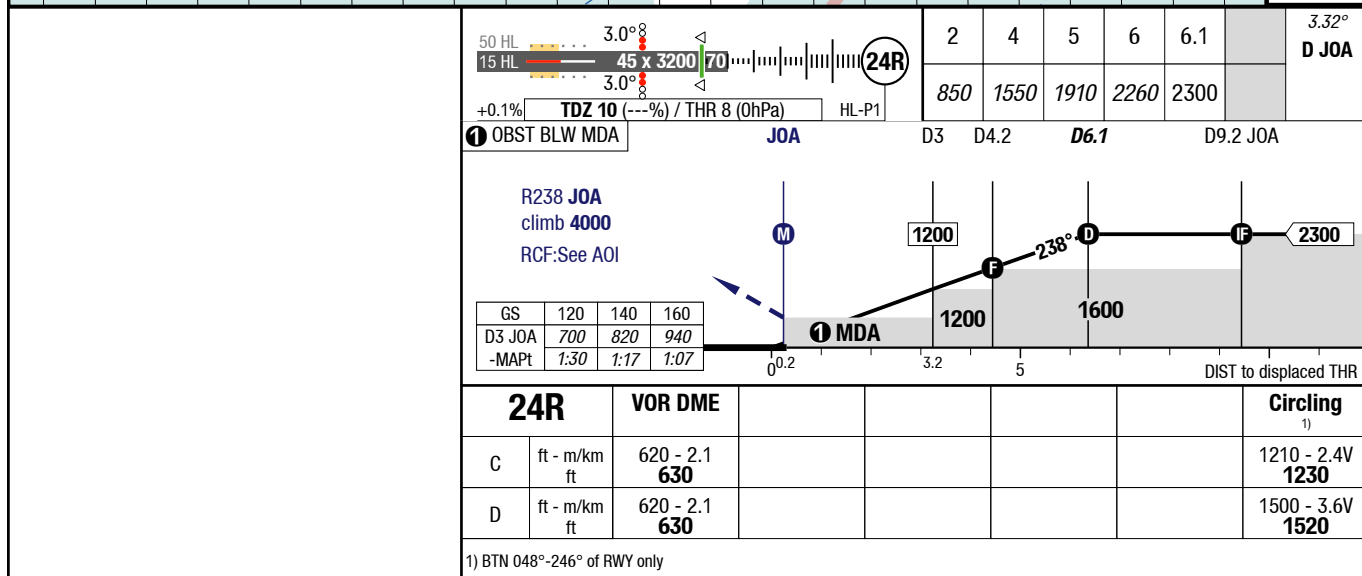 3.0°
50 HL
15 HL
45 x 3200 70
24R
3.0°
+0.1%
TDZ 10 (---%) / THR 8 (0hPa)
HL-P1
2 4 5 6 6.1 3.32° D JOA
850 1550 1910 2260 2300
1 OBST BLW MDA
JOA D3 D4.2 D6.1 D9.2 JOA
R238 JOA
climb 4000
RCF:See AOI
M 1200 F 238° D IF 2300
GS 120 140 160
D3 JOA 700 820 940
-MAPt 1:30 1:17 1:07
1 MDA 1200 1600
0 0.2 3.2 5 DIST to displaced THR
24R VOR DME Circling 1)
C ft - m/km 620 - 2.1 1210 - 2.4V
ft 630 1230
D ft - m/km 620 - 2.1 1500 - 3.6V
ft 630 1520
1) BTN 048°-246° of RWY only